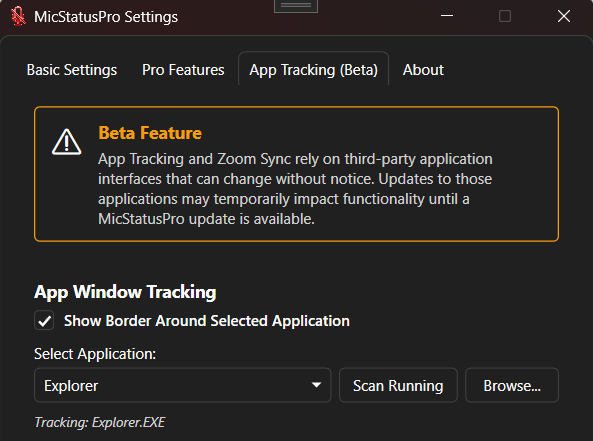 MicStatusPro Settings
Basic Settings Pro Features App Tracking (Beta) About
Beta Feature
App Tracking and Zoom Sync rely on third-party application
interfaces that can change without notice. Updates to those
applications may temporarily impact functionality until a
MicStatusPro update is available.
App Window Tracking
Show Border Around Selected Application
Select Application:
Explorer Scan Running Browse...
Tracking: Explorer.EXE